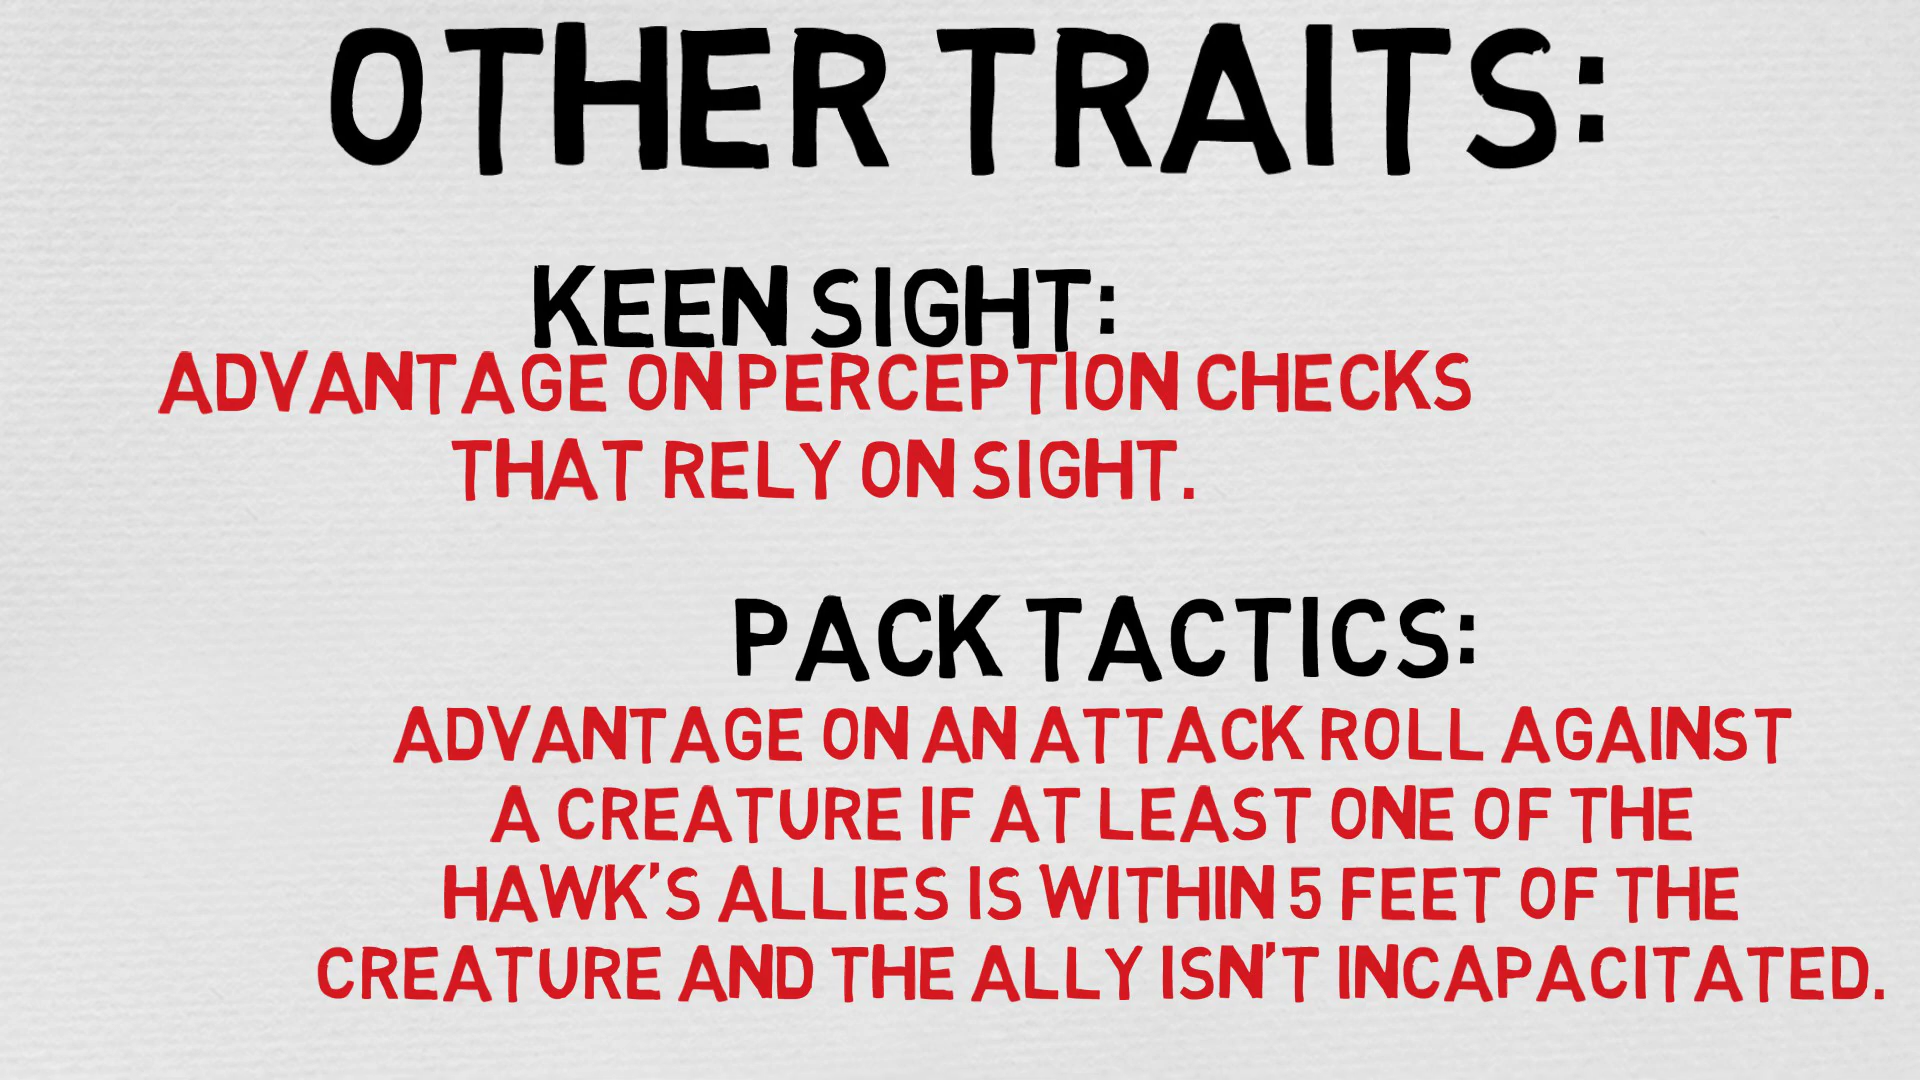 OTHER TRAITS:
KEEN SIGHT:
ADVANTAGE ON PERCEPTION CHECKS
THAT RELY ON SIGHT.
PACK TACTICS:
ADVANTAGE ON AN ATTACK ROLL AGAINST
A CREATURE IF AT LEAST ONE OF THE
HAWK'S ALLIES IS WITHIN 5 FEET OF THE
CREATURE AND THE ALLY ISN'T INCAPACITATED.